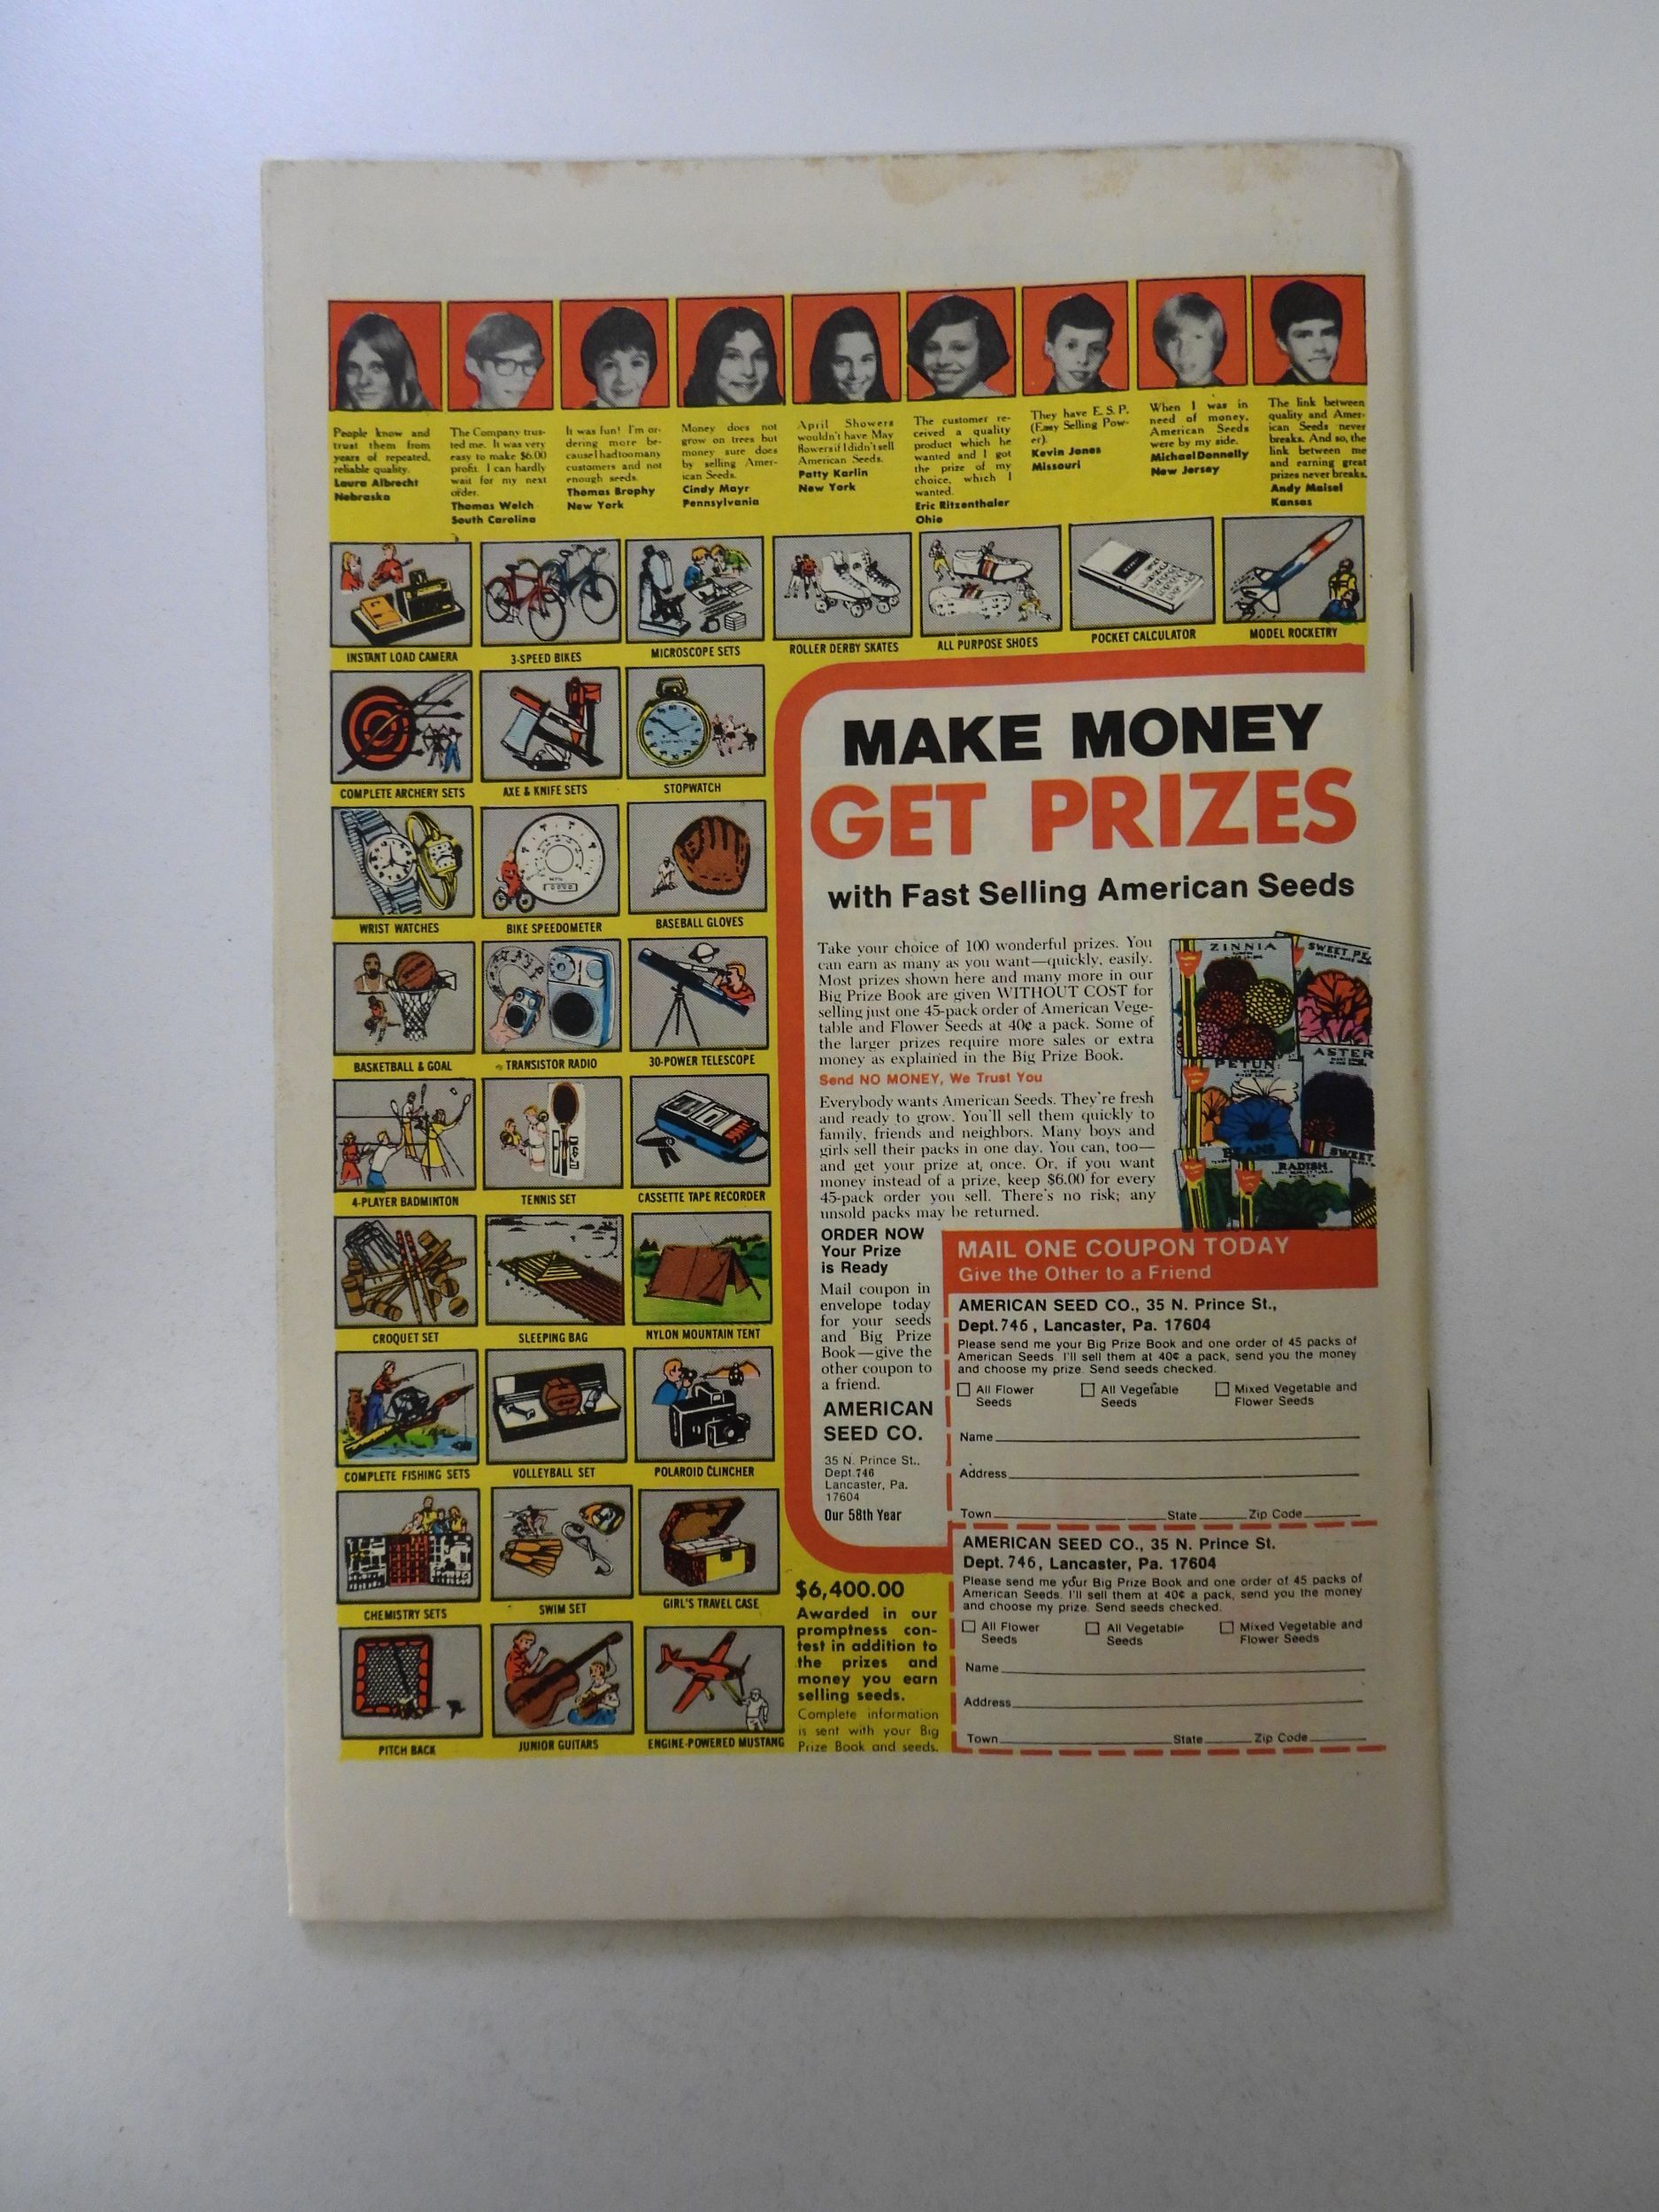 People know and
trust them from
years of repeated,
reliable quality.
Laura Albrecht
Nebraska
The Company trus-
ted me. It was very
easy to make $6.00
profit. I can hardly
wait for my next
order.
Thomas Welch
South Carolina
It was fun! I'm or-
dering more be-
cause I had too many
customers and not
enough seeds.
Thomas Brophy
New York
Money does not
grow on trees but
money sure does
by selling Amer-
ican Seeds.
Cindy Mayr
Pennsylvania
April Showers
wouldn't have May
flowers if I didn't sell
American Seeds.
Patty Karlin
New York
The customer re-
ceived a quality
product which he
wanted and I got
the prize of my
choice, which I
wanted.
Eric Ritzenthaler
Ohio
They have E. S. P.
(Easy Selling Pow-
er).
Kevin Jones
Missouri
When I was in
need of money,
American Seeds
were by my side.
Michael Donnelly
New Jersey
The link between
quality and Amer-
ican Seeds never
breaks. And so, the
link between me
and earning great
prizes never breaks.
Andy Maisel
Kansas
INSTANT LOAD CAMERA
3-SPEED BIKES
MICROSCOPE SETS
ROLLER DERBY SKATES
ALL PURPOSE SHOES
POCKET CALCULATOR
MODEL ROCKETRY
COMPLETE ARCHERY SETS
AXE & KNIFE SETS
STOPWATCH
WRIST WATCHES
BIKE SPEEDOMETER
BASEBALL GLOVES
BASKETBALL & GOAL
TRANSISTOR RADIO
30-POWER TELESCOPE
4-PLAYER BADMINTON
TENNIS SET
CASSETTE TAPE RECORDER
CROQUET SET
SLEEPING BAG
NYLON MOUNTAIN TENT
COMPLETE FISHING SETS
VOLLEYBALL SET
POLAROID CLINCHER
CHEMISTRY SETS
SWIM SET
GIRL'S TRAVEL CASE
PITCH BACK
JUNIOR GUITARS
ENGINE-POWERED MUSTANG
MAKE MONEY
GET PRIZES
with Fast Selling American Seeds
Take your choice of 100 wonderful prizes. You
can earn as many as you want—quickly, easily.
Most prizes shown here and many more in our
Big Prize Book are given WITHOUT COST for
selling just one 45-pack order of American Vege-
table and Flower Seeds at 40¢ a pack. Some of
the larger prizes require more sales or extra
money as explained in the Big Prize Book.
Send NO MONEY, We Trust You
Everybody wants American Seeds. They're fresh
and ready to grow. You'll sell them quickly to
family, friends and neighbors. Many boys and
girls sell their packs in one day. You can, too—
and get your prize at once. Or, if you want
money instead of a prize, keep $6.00 for every
45-pack order you sell. There's no risk; any
unsold packs may be returned.
ZINNIA
SWEET PE
PETUN
ASTER
BEANS
RADISH
SWEET
ORDER NOW
Your Prize
is Ready
Mail coupon in
envelope today
for your seeds
and Big Prize
Book—give the
other coupon to
a friend.
AMERICAN
SEED CO.
35 N. Prince St.,
Dept. 746
Lancaster, Pa.
17604
Our 58th Year
$6,400.00
Awarded in our
promptness con-
test in addition to
the prizes and
money you earn
selling seeds.
Complete information
is sent with your Big
Prize Book and seeds.
MAIL ONE COUPON TODAY
Give the Other to a Friend
AMERICAN SEED CO., 35 N. Prince St.,
Dept. 746, Lancaster, Pa. 17604
Please send me your Big Prize Book and one order of 45 packs of
American Seeds. I'll sell them at 40¢ a pack, send you the money
and choose my prize. Send seeds checked.
All Flower
Seeds
All Vegetable
Seeds
Mixed Vegetable and
Flower Seeds
Name
Address
Town State Zip Code
AMERICAN SEED CO., 35 N. Prince St.
Dept. 746, Lancaster, Pa. 17604
Please send me your Big Prize Book and one order of 45 packs of
American Seeds. I'll sell them at 40¢ a pack, send you the money
and choose my prize. Send seeds checked.
All Flower
Seeds
All Vegetable
Seeds
Mixed Vegetable and
Flower Seeds
Name
Address
Town State Zip Code